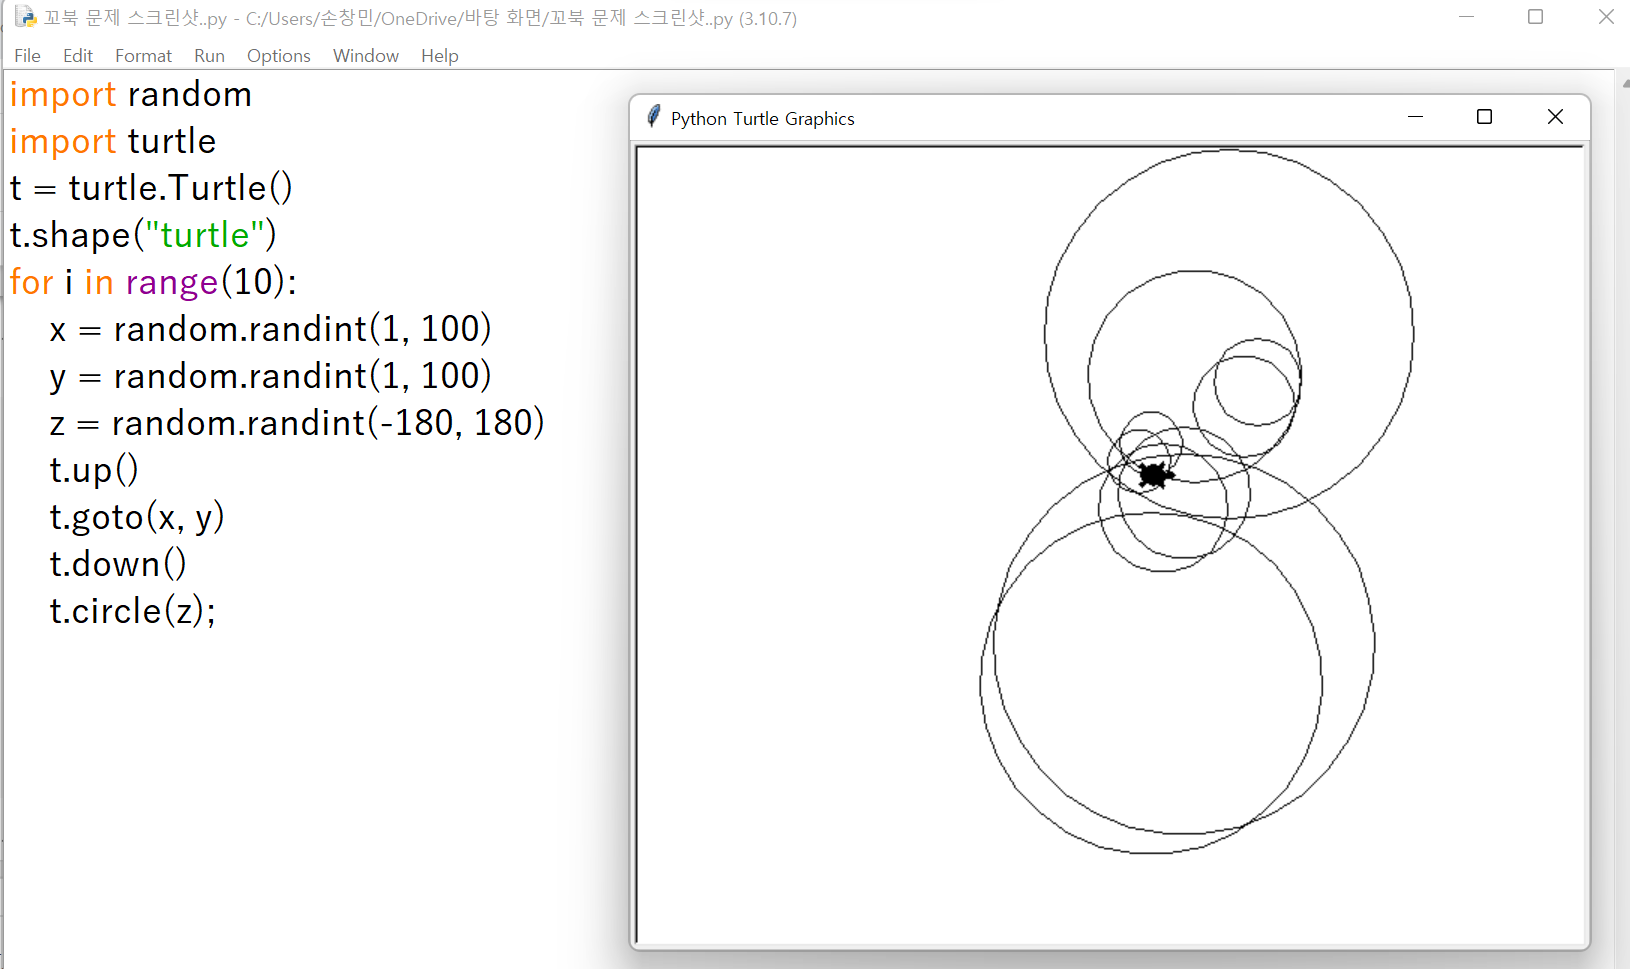 꼬북 문제 스크린샷..py - C:/Users/손창민/OneDrive/바탕 화면/꼬북 문제 스크린샷..py (3.10.7)
File Edit Format Run Options Window Help
import random
import turtle
t = turtle.Turtle()
t.shape("turtle")
for i in range(10):
    x = random.randint(1, 100)
    y = random.randint(1, 100)
    z = random.randint(-180, 180)
    t.up()
    t.goto(x, y)
    t.down()
    t.circle(z);
Python Turtle Graphics